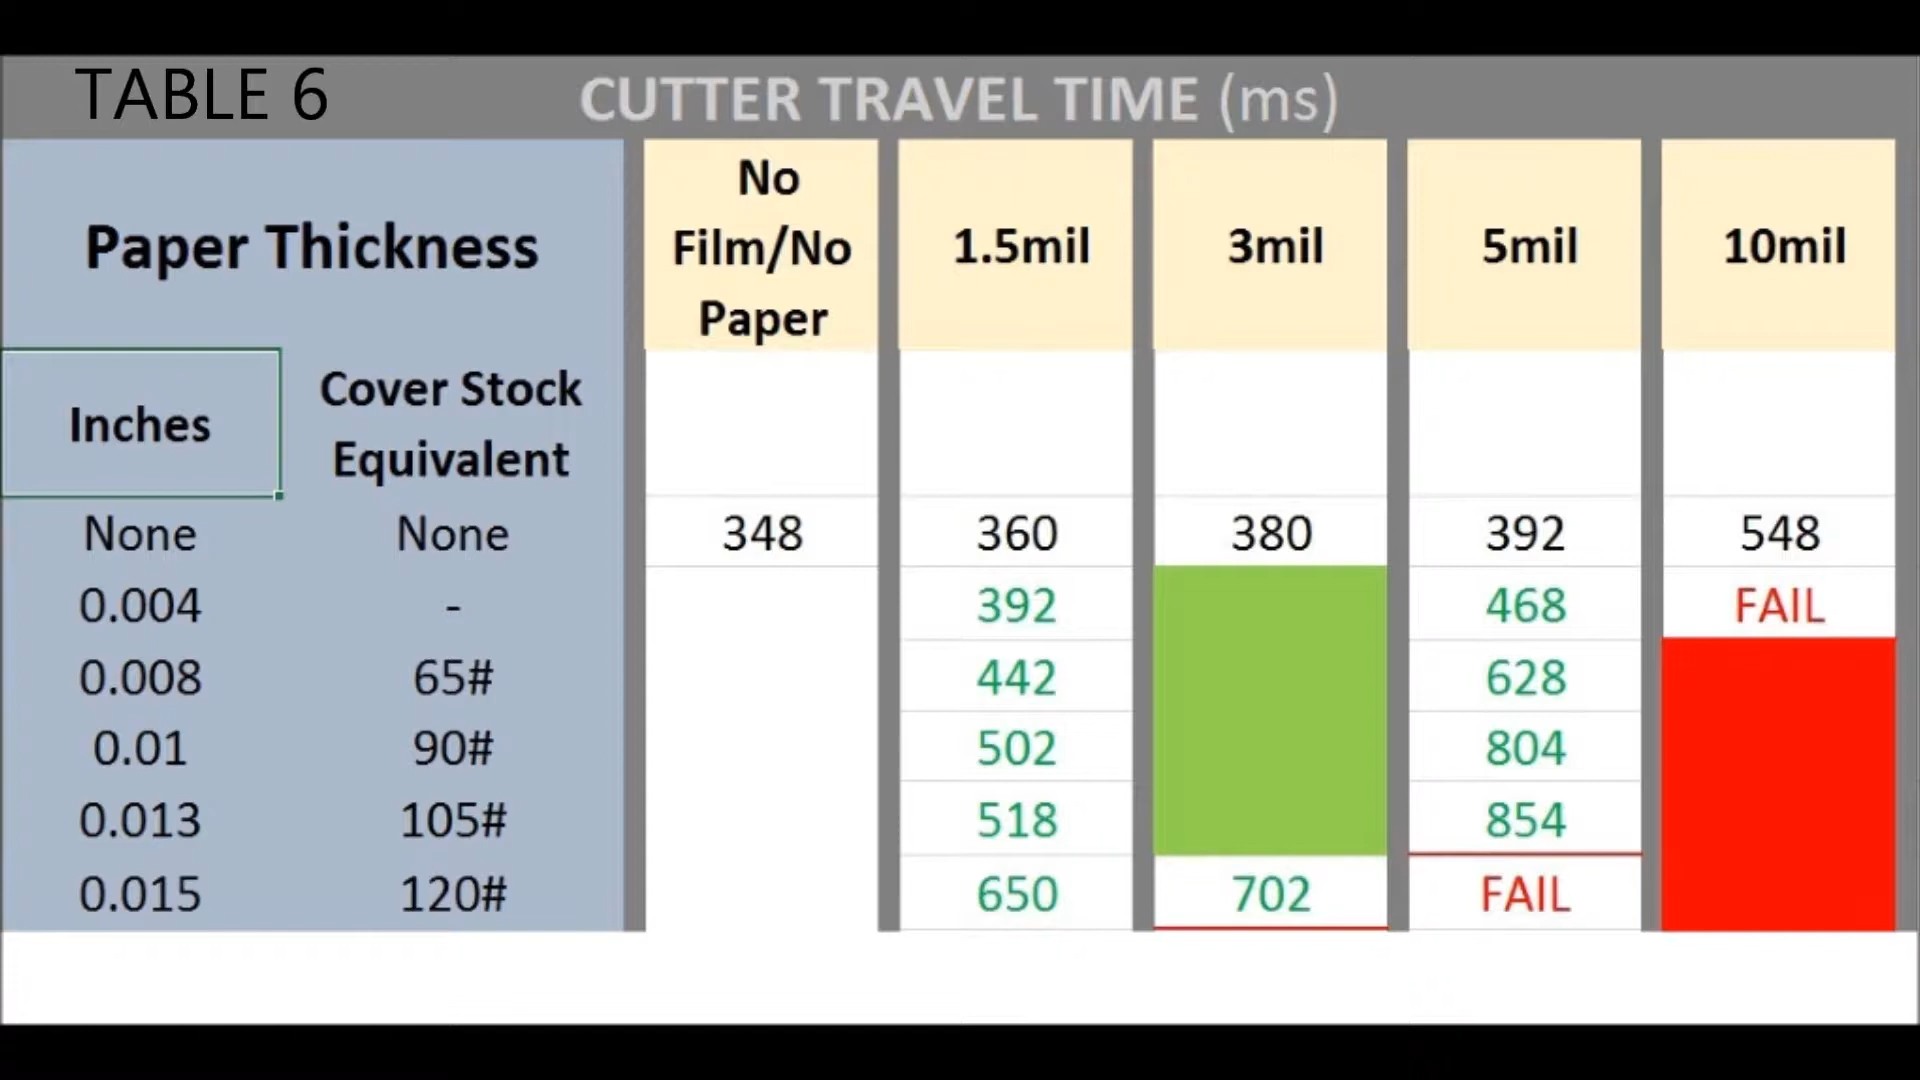 TABLE 6 CUTTER TRAVEL TIME (ms)
Paper Thickness
No
Film/No
Paper
1.5mil 3mil 5mil 10mil
Inches
Cover Stock
Equivalent
None None 348 360 380 392 548
0.004 - 392 468 FAIL
0.008 65# 442 628
0.01 90# 502 804
0.013 105# 518 854
0.015 120# 650 702 FAIL